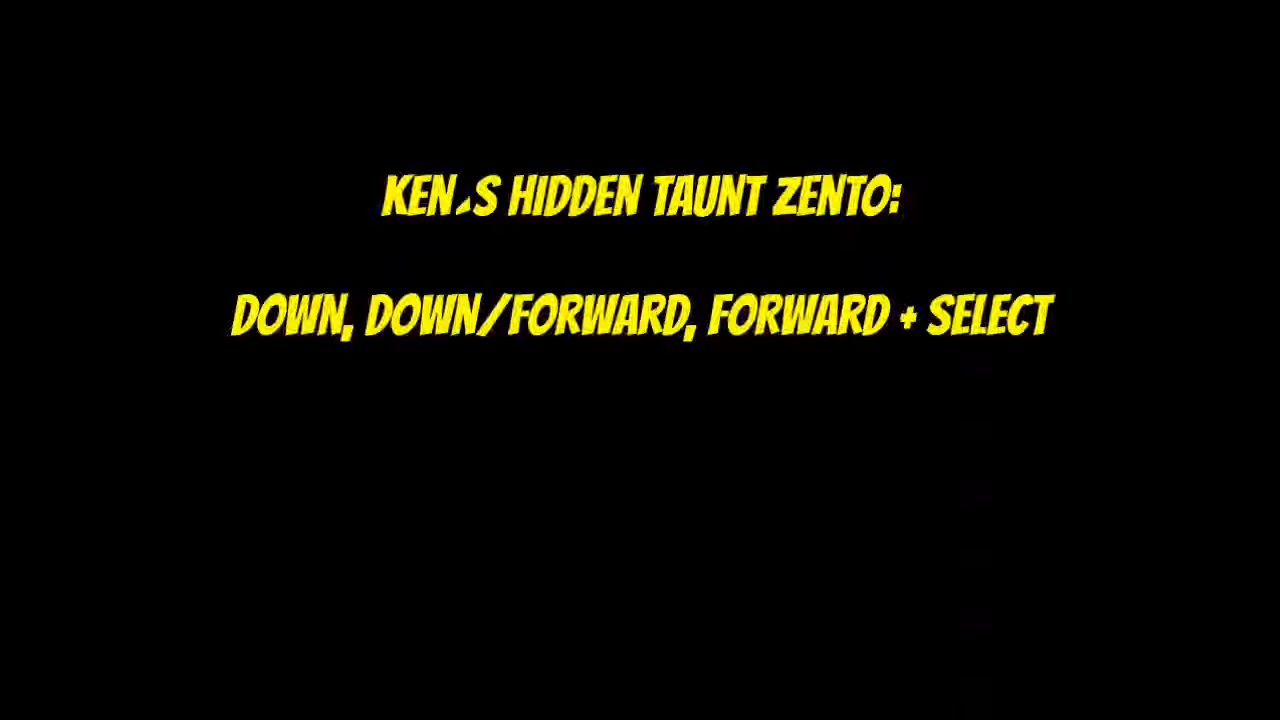 KEN´S HIDDEN TAUNT ZENTO:
DOWN, DOWN/FORWARD, FORWARD + SELECT